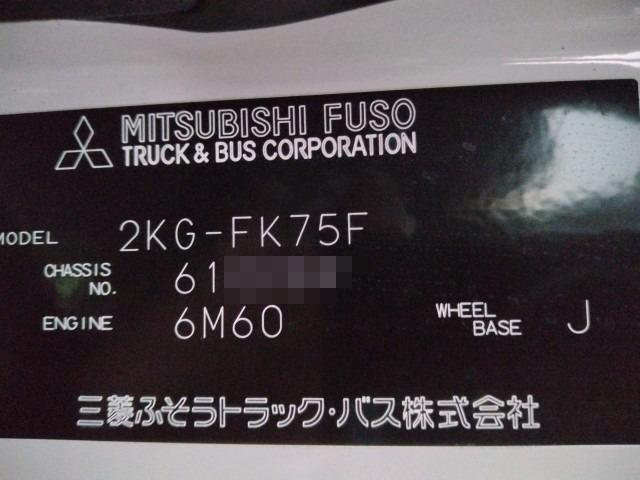 MITSUBISHI FUSO
TRUCK & BUS CORPORATION
MODEL 2KG-FK75F
CHASSIS NO. 61
ENGINE 6M60 WHEEL BASE J
三菱ふそうトラック・バス株式会社